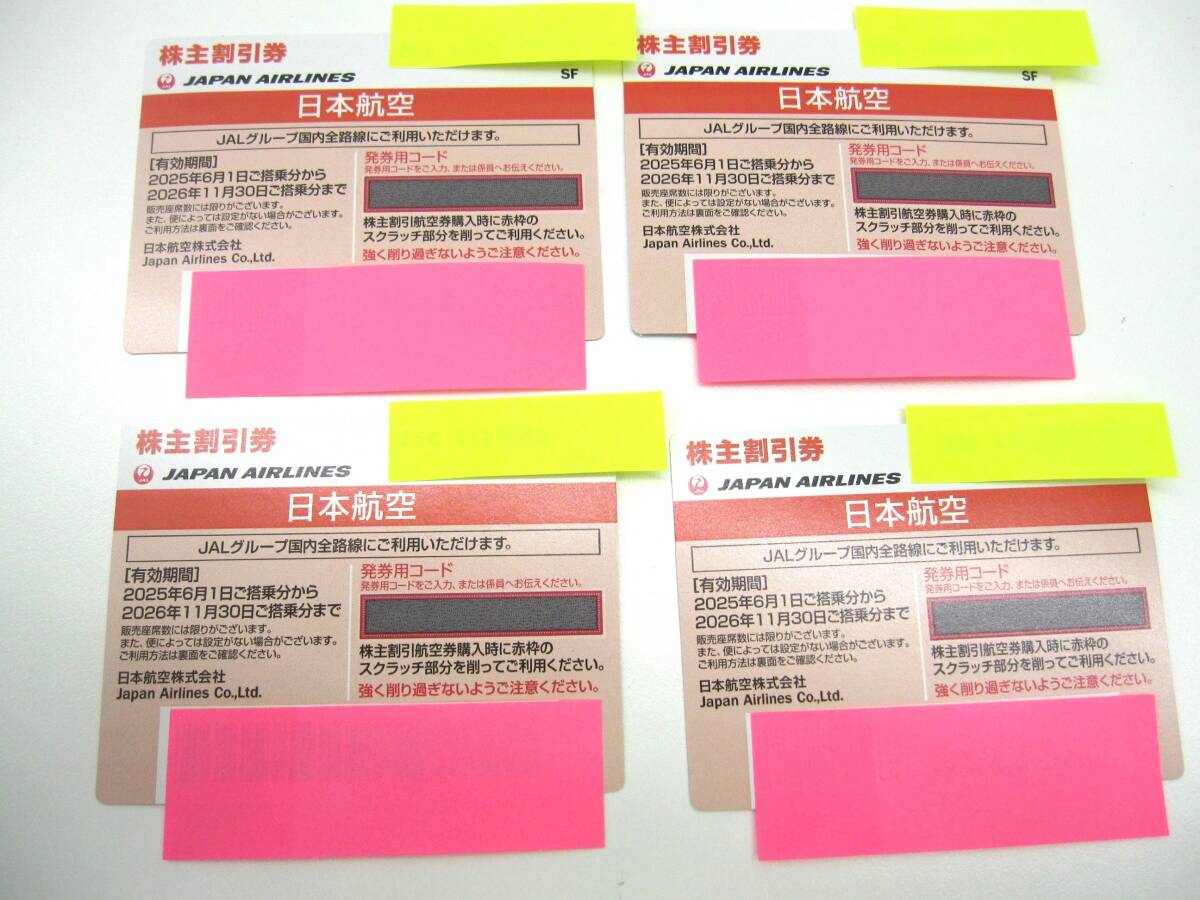 株主割引券
JAPAN AIRLINES
SF
日本航空
JALグループ国内全路線にご利用いただけます。
[有効期間]
2025年6月1日ご搭乗分から
2026年11月30日ご搭乗分まで
販売座席数には限りがございます。
また、便によっては設定がない場合がございます。
ご利用方法は裏面をご確認ください。
日本航空株式会社
Japan Airlines Co.,Ltd.
発券用コード
発券用コードをご入力、または係員へお伝えください。
株主割引航空券購入時に赤枠の
スクラッチ部分を削ってご利用ください。
強く削り過ぎないようご注意ください。
株主割引券
JAPAN AIRLINES
SF
日本航空
JALグループ国内全路線にご利用いただけます。
[有効期間]
2025年6月1日ご搭乗分から
2026年11月30日ご搭乗分まで
販売座席数には限りがございます。
また、便によっては設定がない場合がございます。
ご利用方法は裏面をご確認ください。
日本航空株式会社
Japan Airlines Co.,Ltd.
発券用コード
発券用コードをご入力、または係員へお伝えください。
株主割引航空券購入時に赤枠の
スクラッチ部分を削ってご利用ください。
強く削り過ぎないようご注意ください。
株主割引券
JAL
JAPAN AIRLINES
日本航空
JALグループ国内全路線にご利用いただけます。
[有効期間]
2025年6月1日ご搭乗分から
2026年11月30日ご搭乗分まで
販売座席数には限りがございます。
また、便によっては設定がない場合がございます。
ご利用方法は裏面をご確認ください。
日本航空株式会社
Japan Airlines Co.,Ltd.
発券用コード
発券用コードをご入力、または係員へお伝えください。
株主割引航空券購入時に赤枠の
スクラッチ部分を削ってご利用ください。
強く削り過ぎないようご注意ください。
株主割引券
JAL
JAPAN AIRLINES
日本航空
JALグループ国内全路線にご利用いただけます。
[有効期間]
2025年6月1日ご搭乗分から
2026年11月30日ご搭乗分まで
販売座席数には限りがございます。
また、便によっては設定がない場合がございます。
ご利用方法は裏面をご確認ください。
日本航空株式会社
Japan Airlines Co.,Ltd.
発券用コード
発券用コードをご入力、または係員へお伝えください。
株主割引航空券購入時に赤枠の
スクラッチ部分を削ってご利用ください。
強く削り過ぎないようご注意ください。